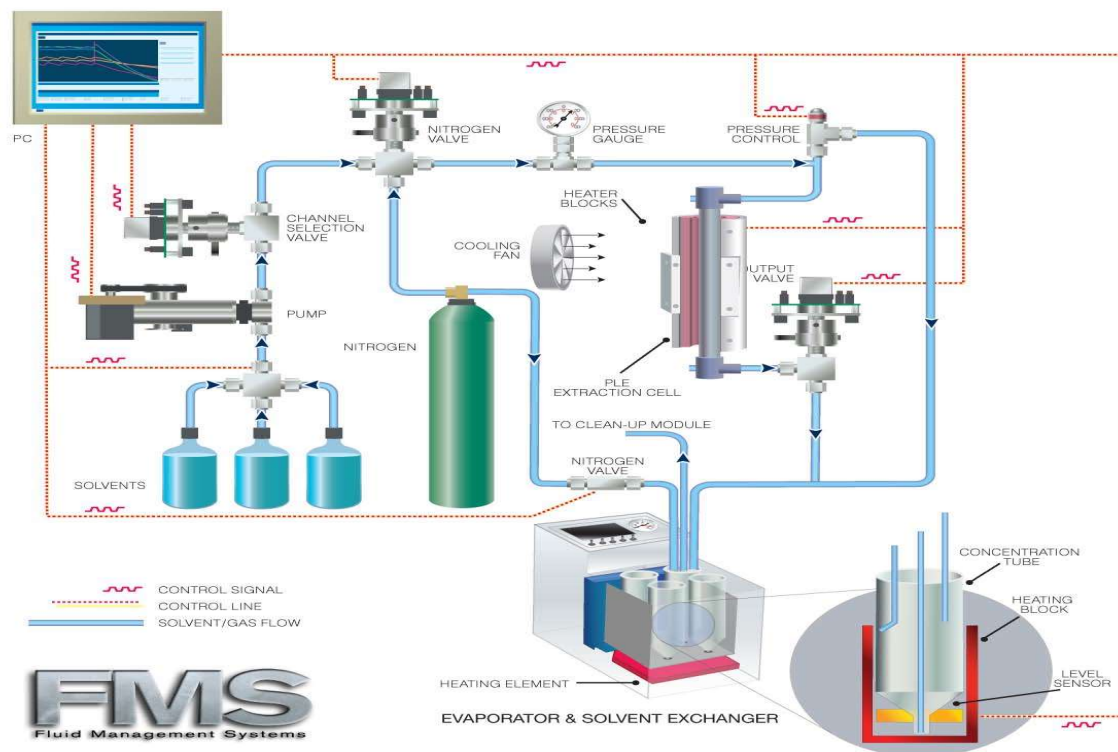 PC
NITROGEN
VALVE
PRESSURE
GAUGE
PRESSURE
CONTROL
CHANNEL
SELECTION
VALVE
HEATER
BLOCKS
COOLING
FAN
OUTPUT
VALVE
PUMP
NITROGEN
PLE
EXTRACTION CELL
TO CLEAN-UP MODULE
NITROGEN
VALVE
SOLVENTS
CONCENTRATION
TUBE
HEATING
BLOCK
LEVEL
SENSOR
CONTROL SIGNAL
CONTROL LINE
SOLVENT/GAS FLOW
HEATING ELEMENT
EVAPORATOR & SOLVENT EXCHANGER
FMS
Fluid Management Systems